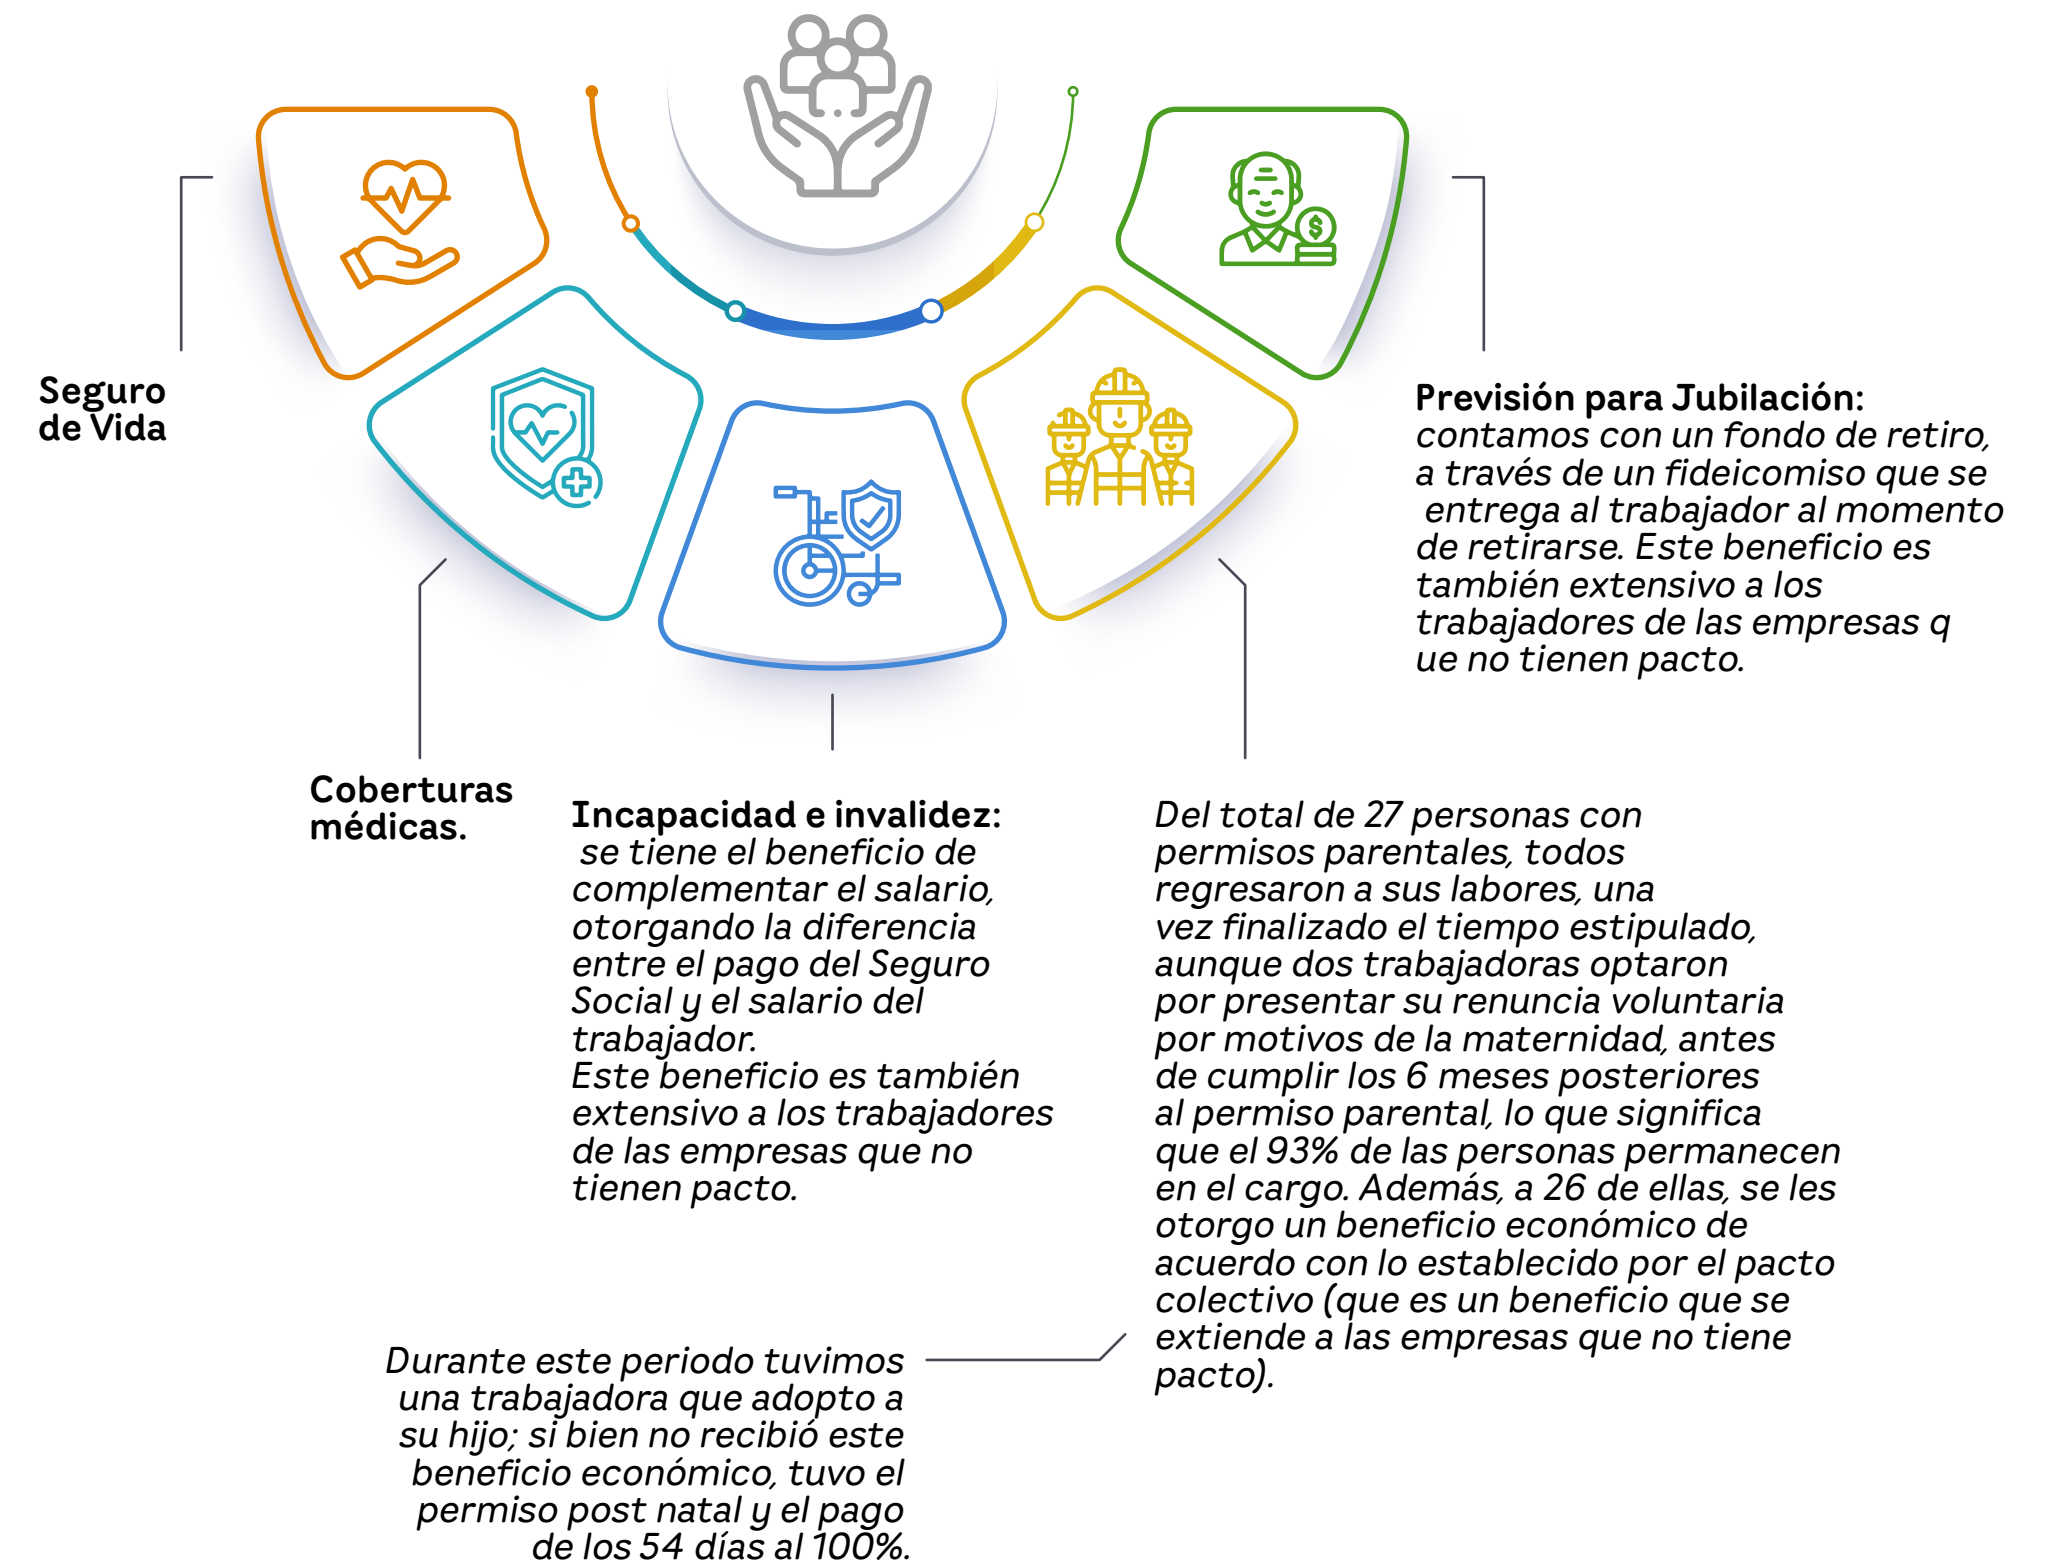 Seguro
de Vida
Coberturas
médicas.
Incapacidad e invalidez:
se tiene el beneficio de
complementar el salario,
otorgando la diferencia
entre el pago del Seguro
Social y el salario del
trabajador.
Este beneficio es también
extensivo a los trabajadores
de las empresas que no
tienen pacto.
Del total de 27 personas con
permisos parentales, todos
regresaron a sus labores, una
vez finalizado el tiempo estipulado,
aunque dos trabajadoras optaron
por presentar su renuncia voluntaria
por motivos de la maternidad, antes
de cumplir los 6 meses posteriores
al permiso parental, lo que significa
que el 93% de las personas permanecen
en el cargo. Además, a 26 de ellas, se les
otorgo un beneficio económico de
acuerdo con lo establecido por el pacto
colectivo (que es un beneficio que se
extiende a las empresas que no tiene
pacto).
Durante este periodo tuvimos
una trabajadora que adopto a
su hijo; si bien no recibió este
beneficio económico, tuvo el
permiso post natal y el pago
de los 54 días al 100%.
Previsión para Jubilación:
contamos con un fondo de retiro,
a través de un fideicomiso que se
entrega al trabajador al momento
de retirarse. Este beneficio es
también extensivo a los
trabajadores de las empresas q
ue no tienen pacto.
$